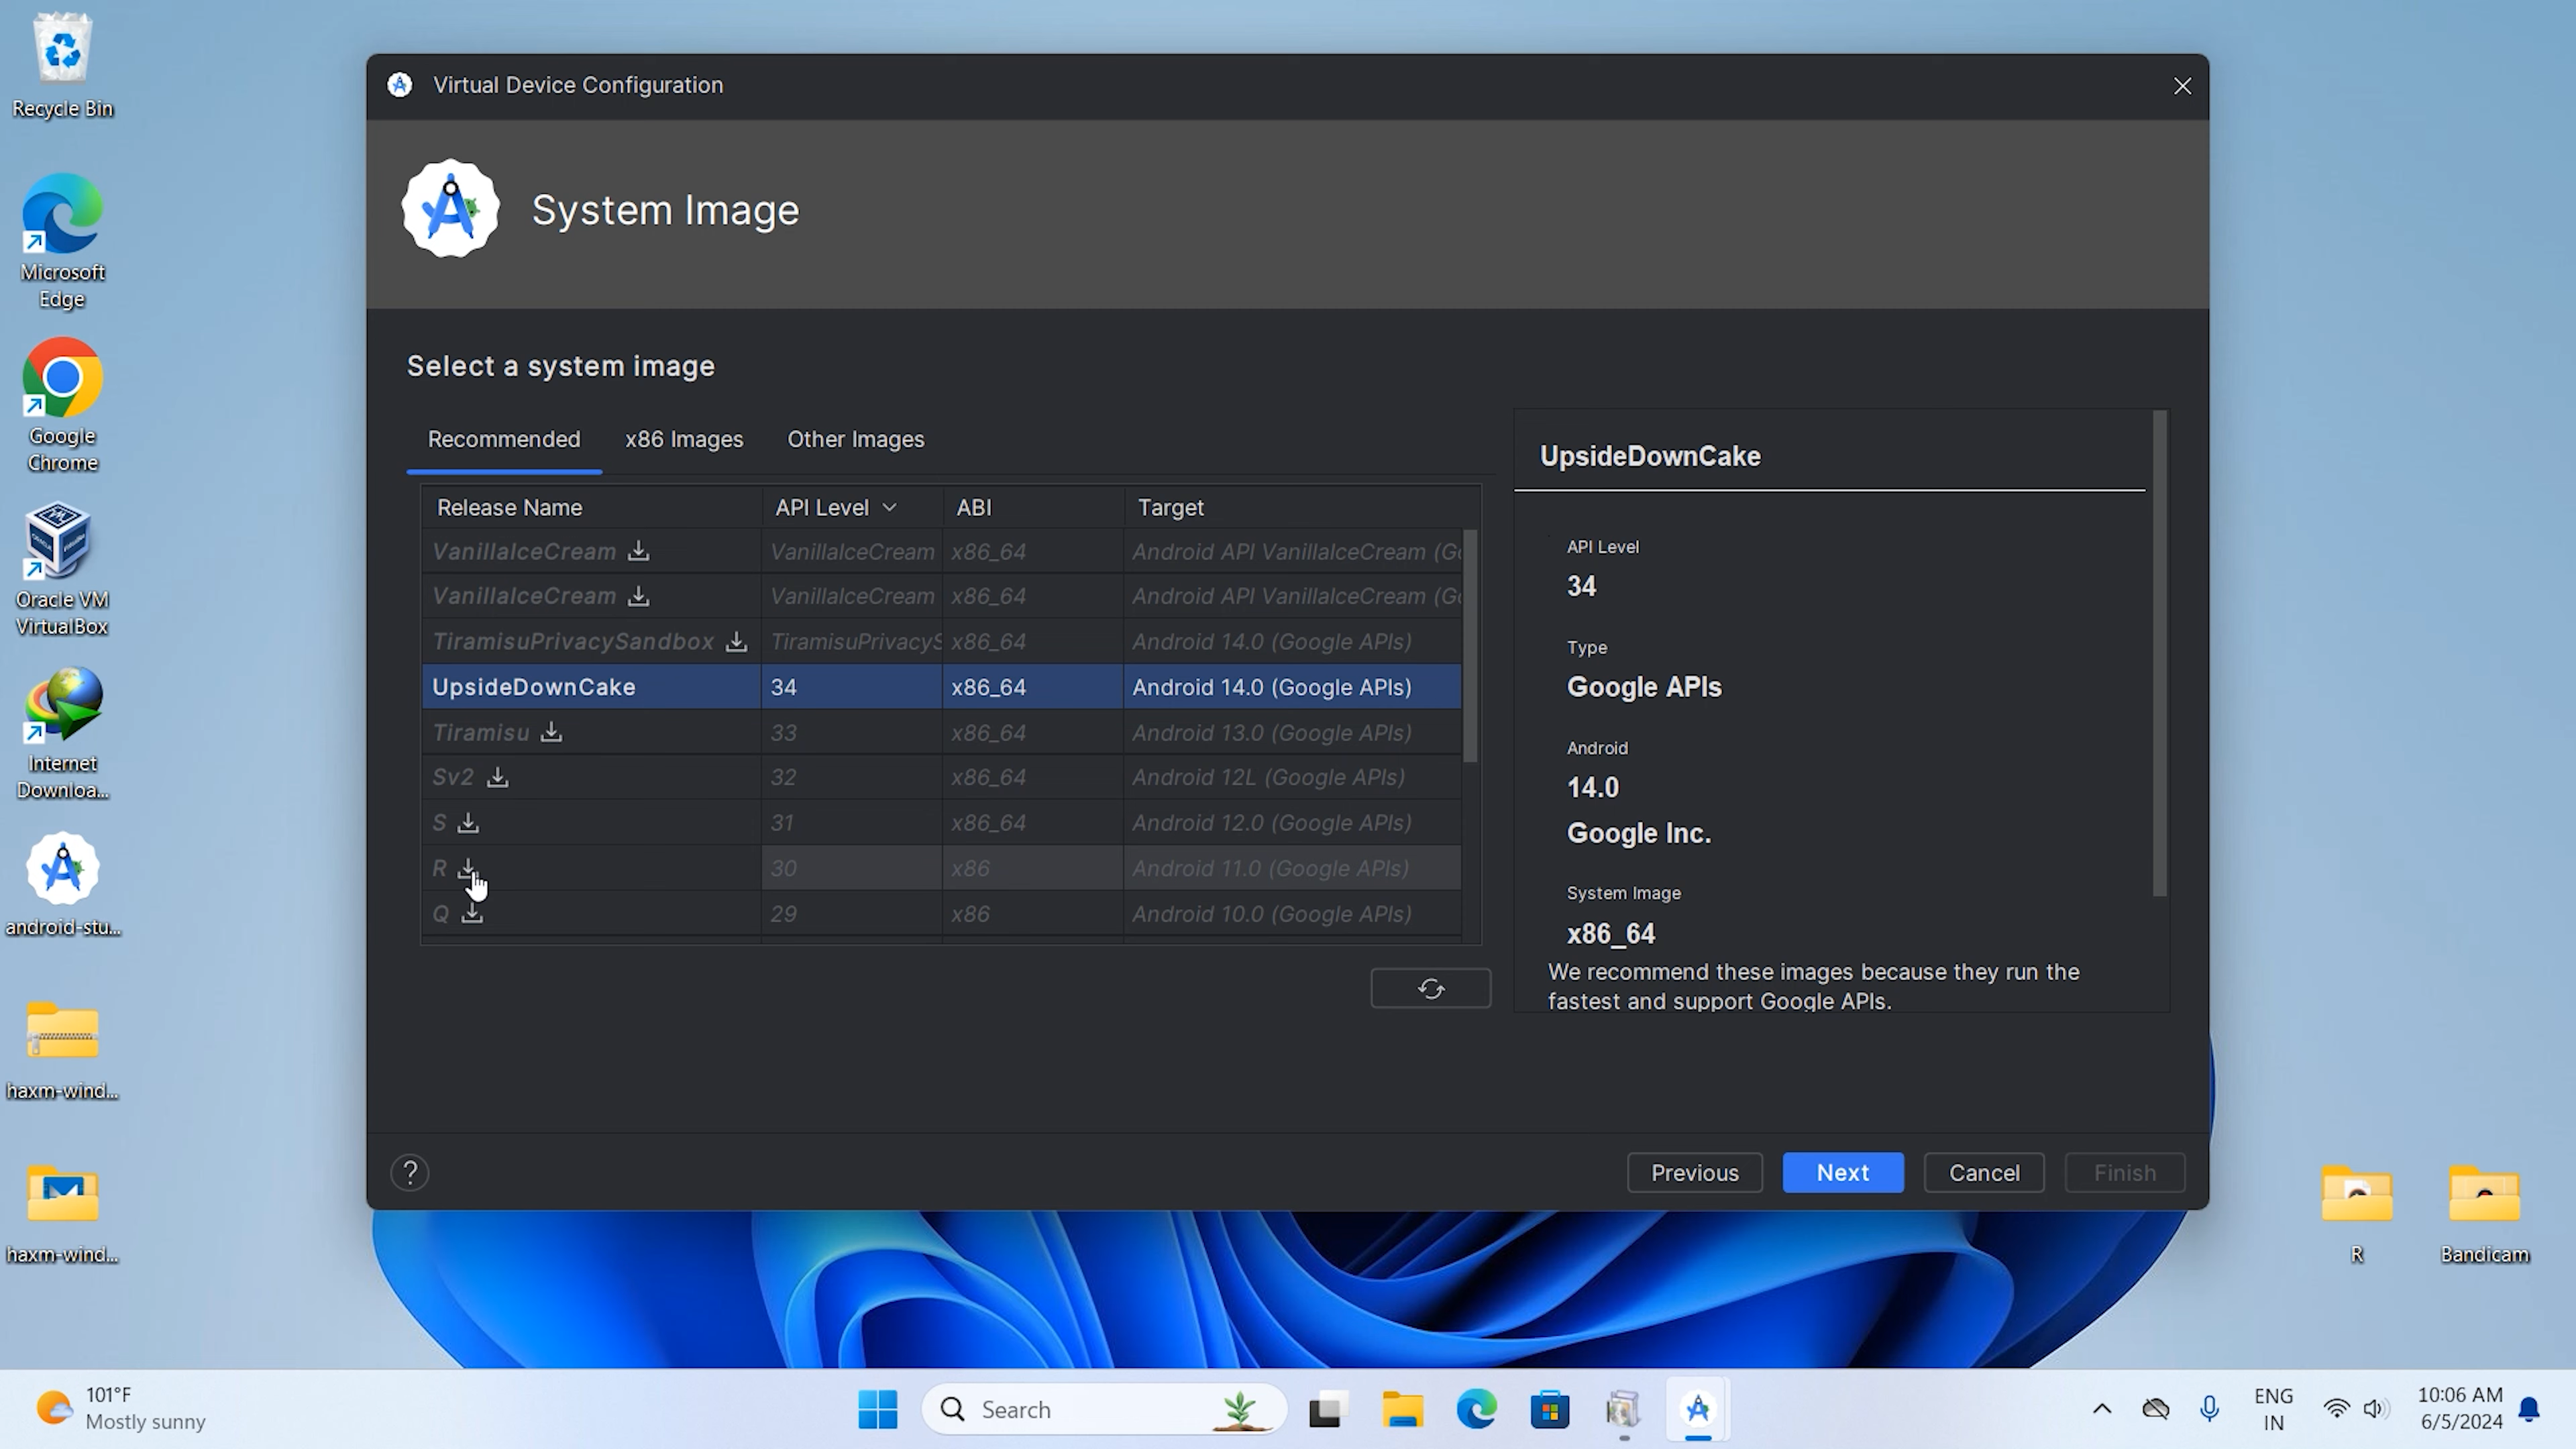 Recycle Bin
Microsoft
Edge
Google
Chrome
Oracle VM
VirtualBox
Internet
Downloa...
android-stu...
haxm-wind...
haxm-wind...
Virtual Device Configuration
System Image
Select a system image
Recommended x86 Images Other Images
Release Name API Level ABI Target
VanillaIceCream VanillaIceCream x86_64 Android API VanillaIceCream (Go
VanillaIceCream VanillaIceCream x86_64 Android API VanillaIceCream (Go
TiramisuPrivacySandbox TiramisuPrivacyS x86_64 Android 14.0 (Google APIs)
UpsideDownCake 34 x86_64 Android 14.0 (Google APIs)
Tiramisu 33 x86_64 Android 13.0 (Google APIs)
Sv2 32 x86_64 Android 12L (Google APIs)
S 31 x86_64 Android 12.0 (Google APIs)
R 30 x86 Android 11.0 (Google APIs)
Q 29 x86 Android 10.0 (Google APIs)
UpsideDownCake
API Level
34
Type
Google APIs
Android
14.0
Google Inc.
System Image
x86_64
We recommend these images because they run the
fastest and support Google APIs.
? Previous Next Cancel Finish
R
Bandicam
101°F
Mostly sunny
Search
ENG
IN
10:06 AM
6/5/2024